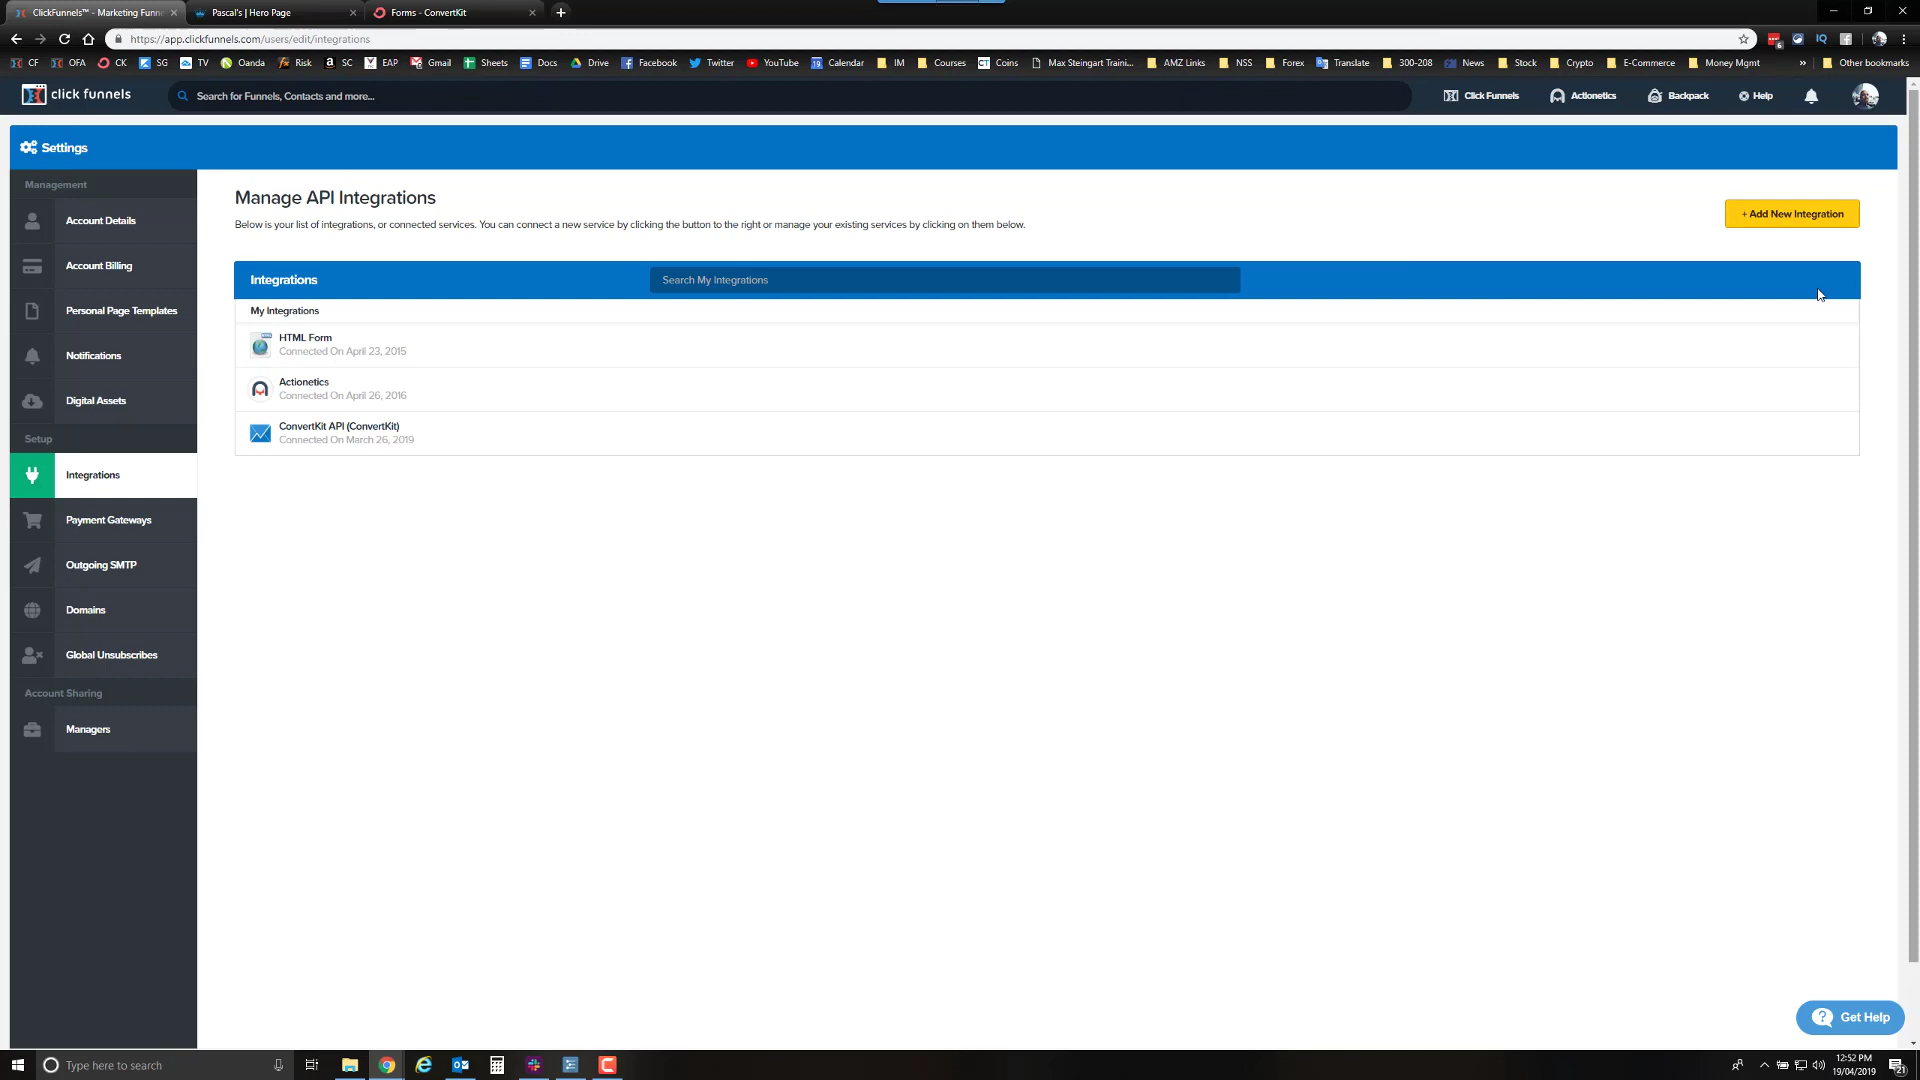 ClickFunnels™ - Marketing Funn
Pascal's | Hero Page
Forms - ConvertKit
https://app.clickfunnels.com/users/edit/integrations
CF
OFA
CK
SG
TV
Oanda
Risk
SC
EAP
Gmail
Sheets
Docs
Drive
Facebook
Twitter
YouTube
Calendar
IM
Courses
Coins
Max Steingart Traini...
AMZ Links
NSS
Forex
Translate
300-208
News
Stock
Crypto
E-Commerce
Money Mgmt
»
Other bookmarks
click funnels
Search for Funnels, Contacts and more...
Click Funnels
Actionetics
Backpack
Help
Settings
Management
Account Details
Account Billing
Personal Page Templates
Notifications
Digital Assets
Setup
Integrations
Payment Gateways
Outgoing SMTP
Domains
Global Unsubscribes
Account Sharing
Managers
Manage API Integrations
Below is your list of integrations, or connected services. You can connect a new service by clicking the button to the right or manage your existing services by clicking on them below.
+ Add New Integration
Integrations
Search My Integrations
My Integrations
HTML Form
Connected On April 23, 2015
Actionetics
Connected On April 26, 2016
ConvertKit API (ConvertKit)
Connected On March 26, 2019
Get Help
Type here to search
12:52 PM
19/04/2019